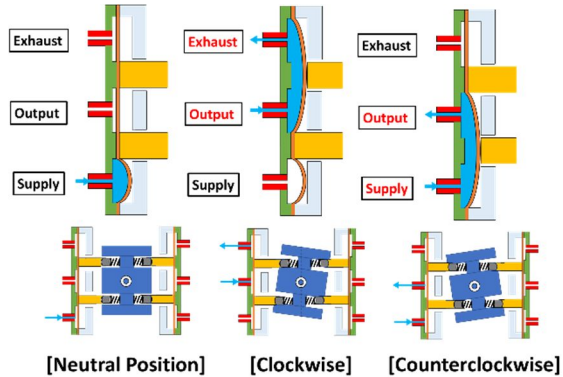 Exhaust
Output
Supply
Exhaust
Output
Supply
Exhaust
Output
Supply
[Neutral Position]
[Clockwise]
[Counterclockwise]